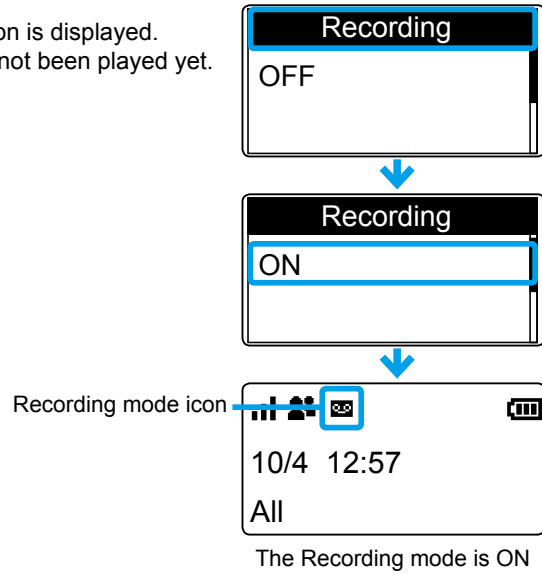 on is displayed.
not been played yet.
Recording
OFF
Recording
ON
Recording mode icon
10/4 12:57
All
The Recording mode is ON